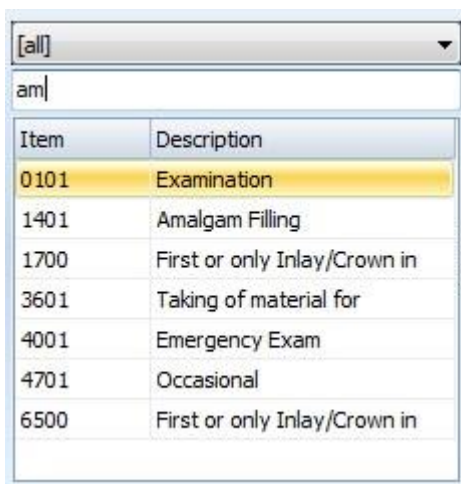 [all]
am
Item Description
0101 Examination
1401 Amalgam Filling
1700 First or only Inlay/Crown in
3601 Taking of material for
4001 Emergency Exam
4701 Occasional
6500 First or only Inlay/Crown in